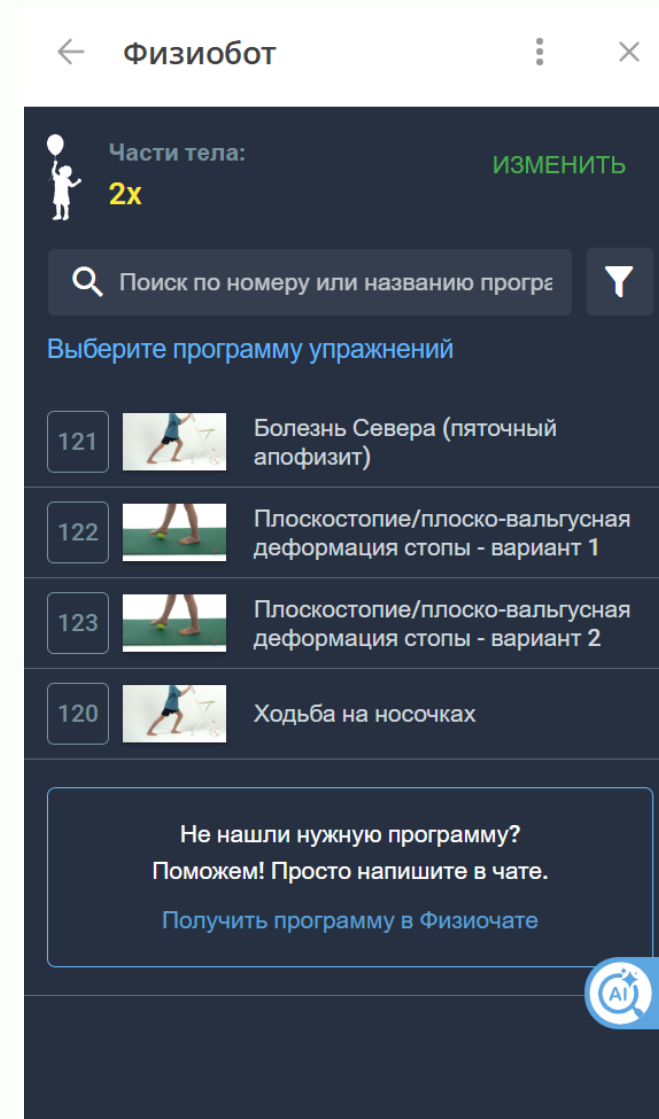 Физиобот
Части тела:
2x
ИЗМЕНИТЬ
Поиск по номеру или названию програ
Выберите программу упражнений
121
Болезнь Севера (пяточный
апофизит)
122
Плоскостопие/плоско-вальгусная
деформация стопы - вариант 1
123
Плоскостопие/плоско-вальгусная
деформация стопы - вариант 2
120
Ходьба на носочках
Не нашли нужную программу?
Поможем! Просто напишите в чате.
Получить программу в Физиочате
AI